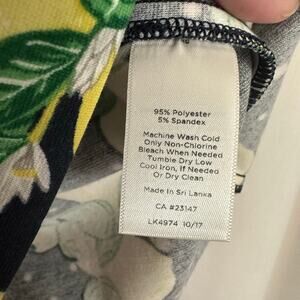 95% Polyester
5% Spandex
Machine Wash Cold
Only Non-Chlorine
Bleach When Needed
Tumble Dry Low
Cool Iron, If Needed
Or Dry Clean
Made In Sri Lanka
CA #23147
LK4974 10/17